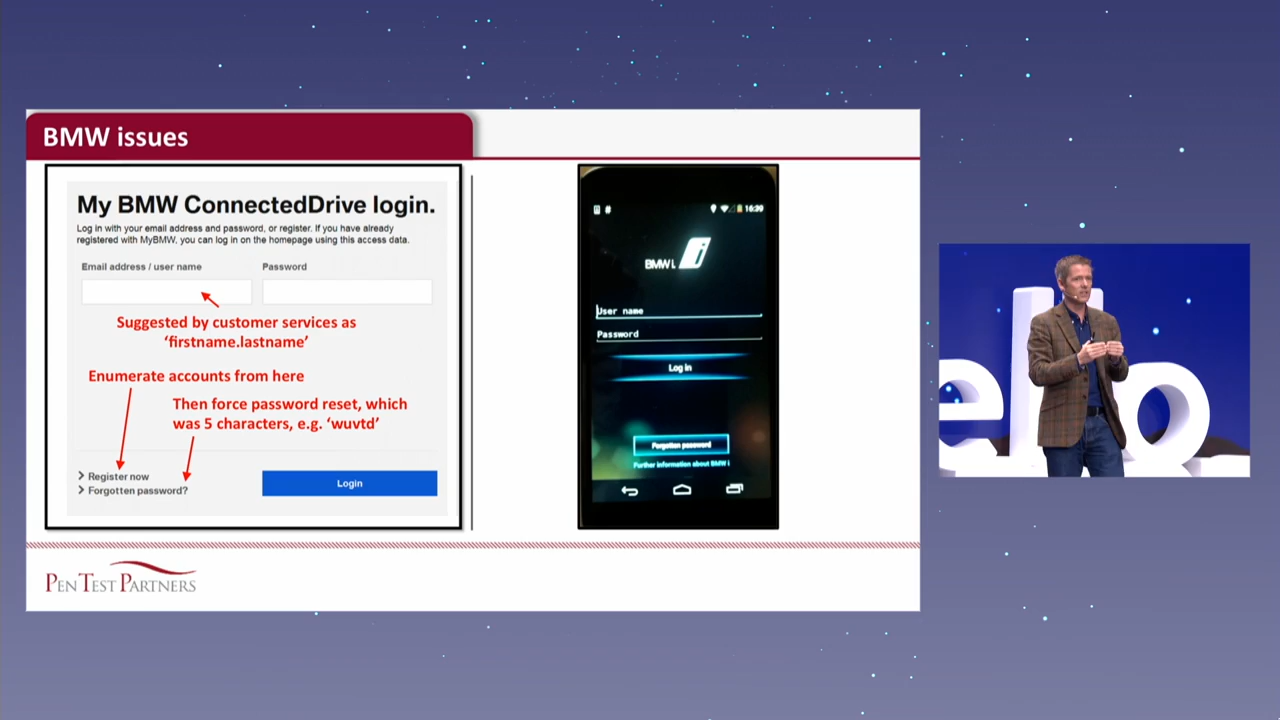 BMW issues
My BMW ConnectedDrive login.
Log in with your email address and password, or register. If you have already
registered with MyBMW, you can log in on the homepage using this access data.
Email address / user name
Password
Suggested by customer services as
‘firstname.lastname’
Enumerate accounts from here
Then force password reset, which
was 5 characters, e.g. ‘wuvtd’
Register now
Forgotten password?
Login
16:39
BMW i.
User name
Password
Log in
Forgotten password
Further information about BMW i
PEN TEST PARTNERS
ello